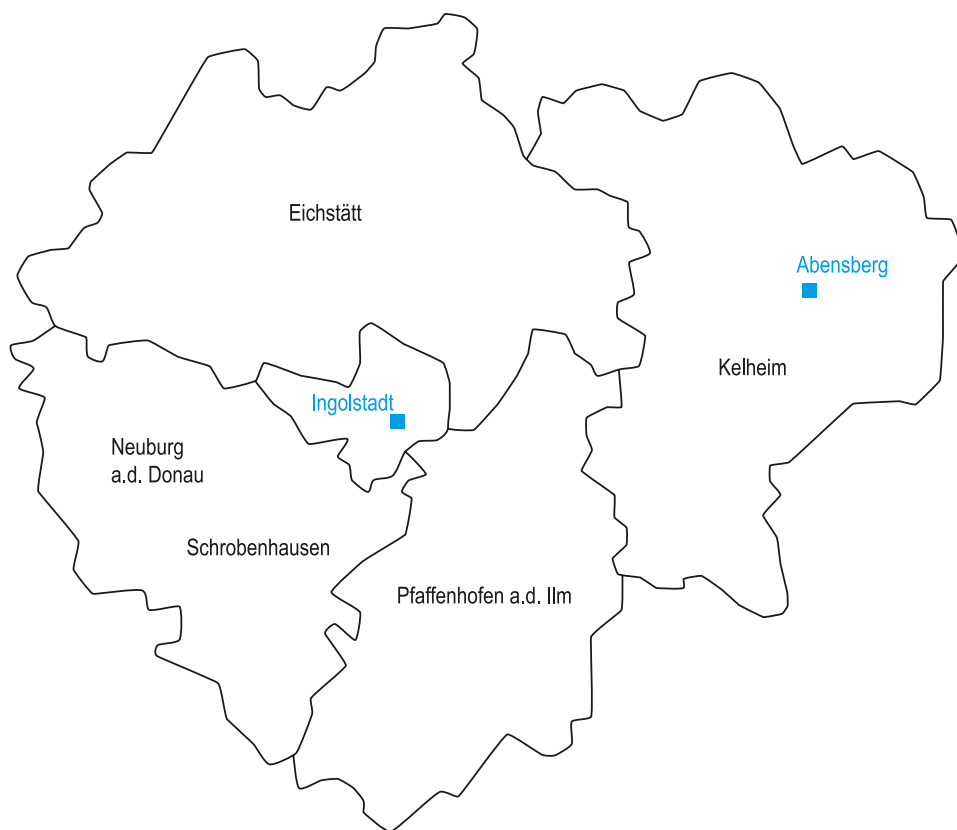 Eichstätt
Abensberg
Kelheim
Ingolstadt
Neuburg
a.d. Donau
Schrobenhausen
Pfaffenhofen a.d. Ilm